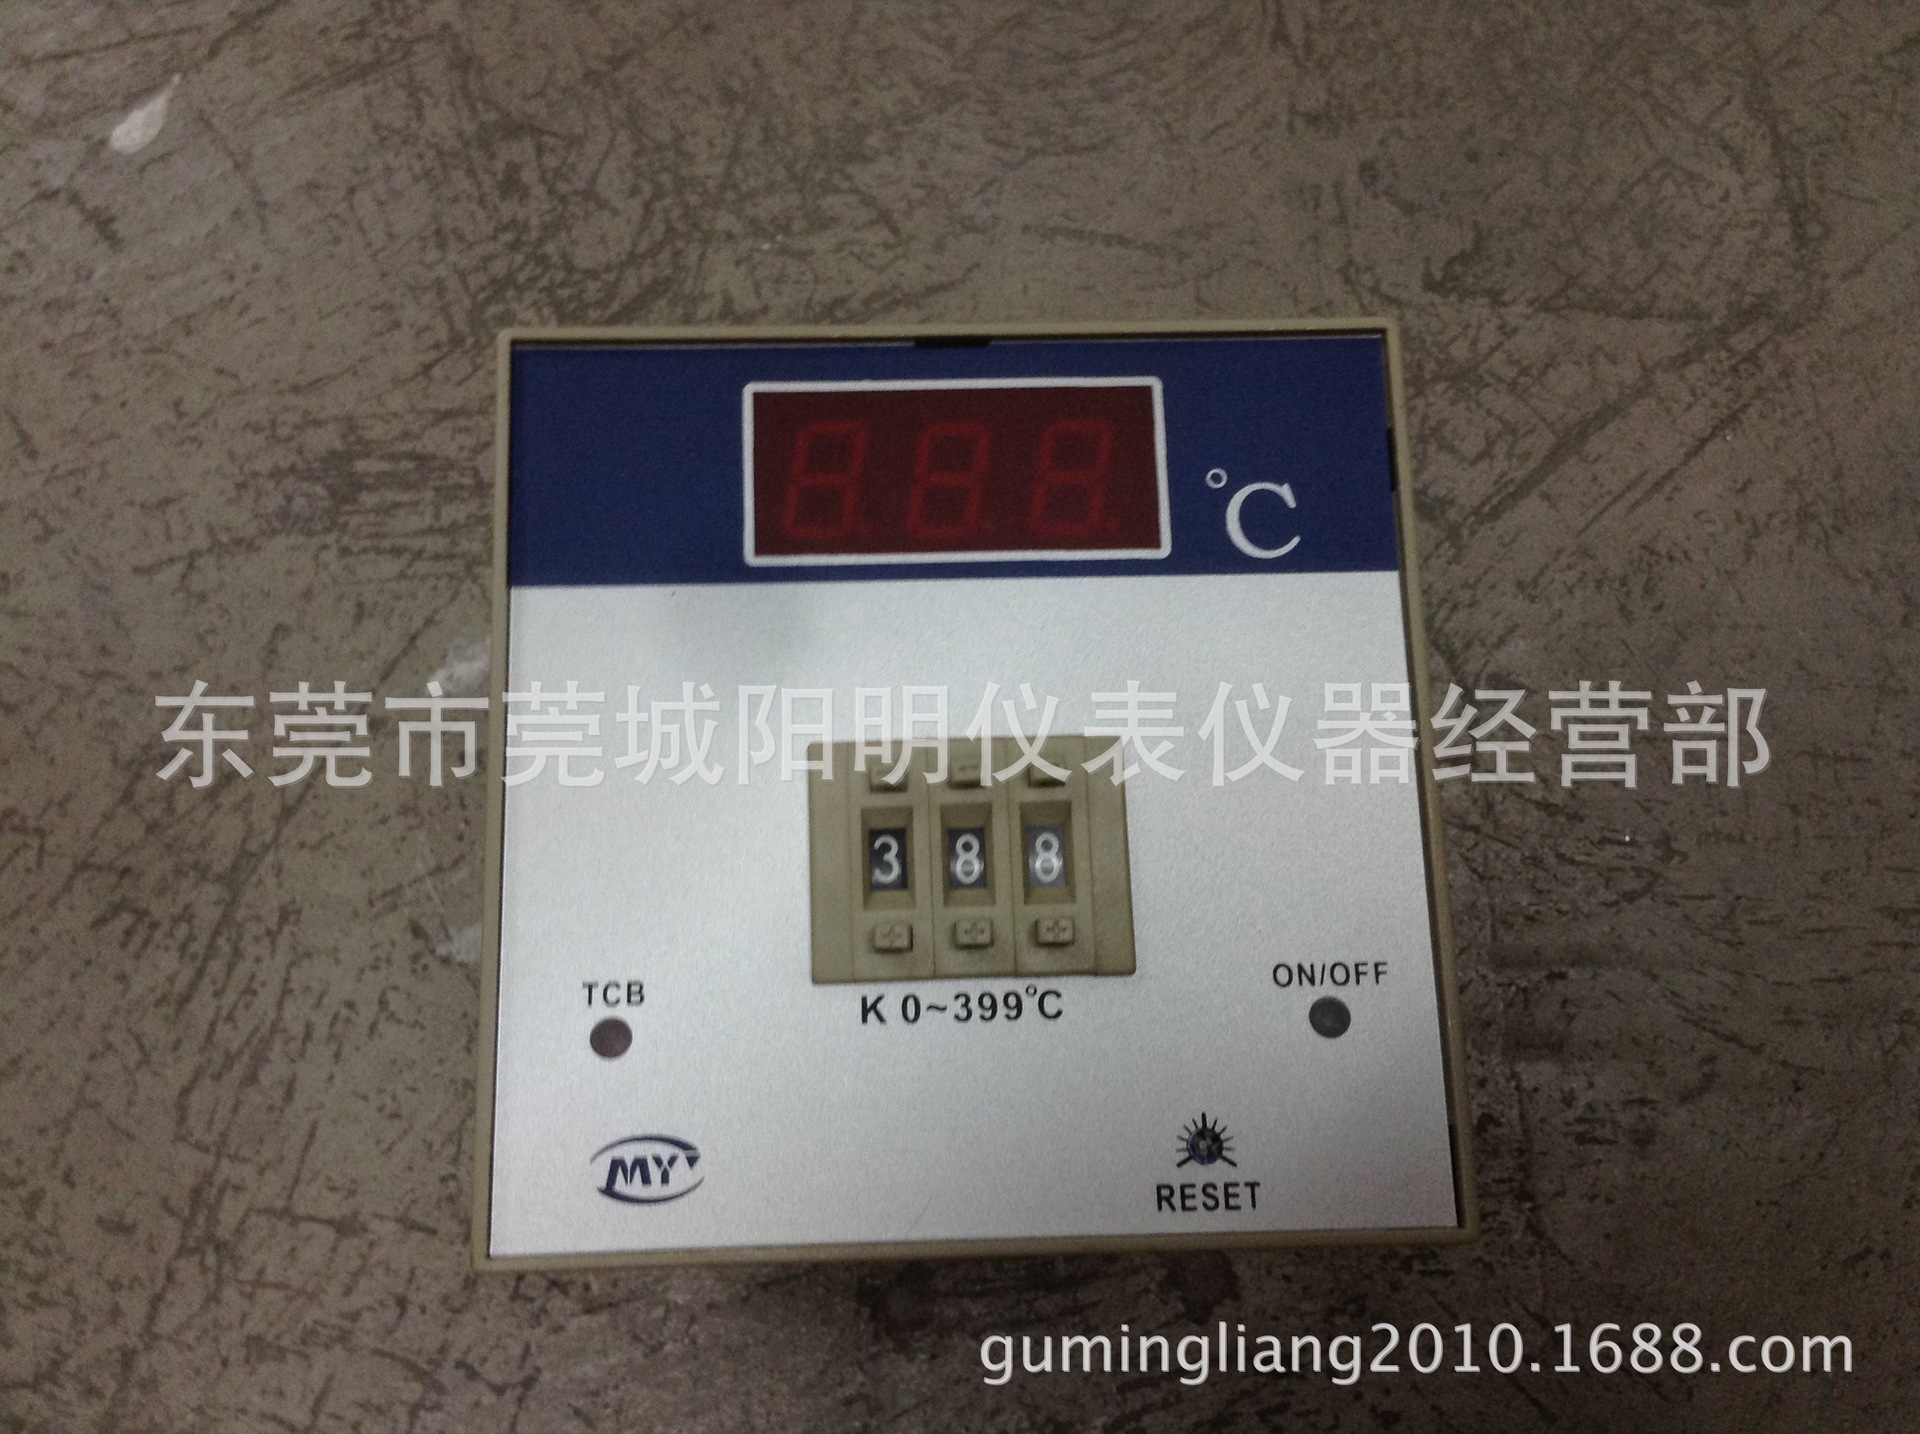 °C
东莞市莞城阳明仪表仪器经营部
3 8 8
K 0~399℃
TCB
ON/OFF
MY
RESET
gumingliang2010.1688.com